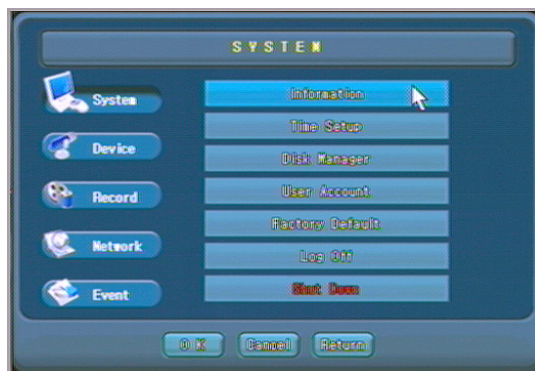 SYSTEM
System
Device
Record
Network
Event
Information
Time Setup
Disk Manager
User Account
Factory Default
Log Off
Shut Down
OK
Cancel
Return